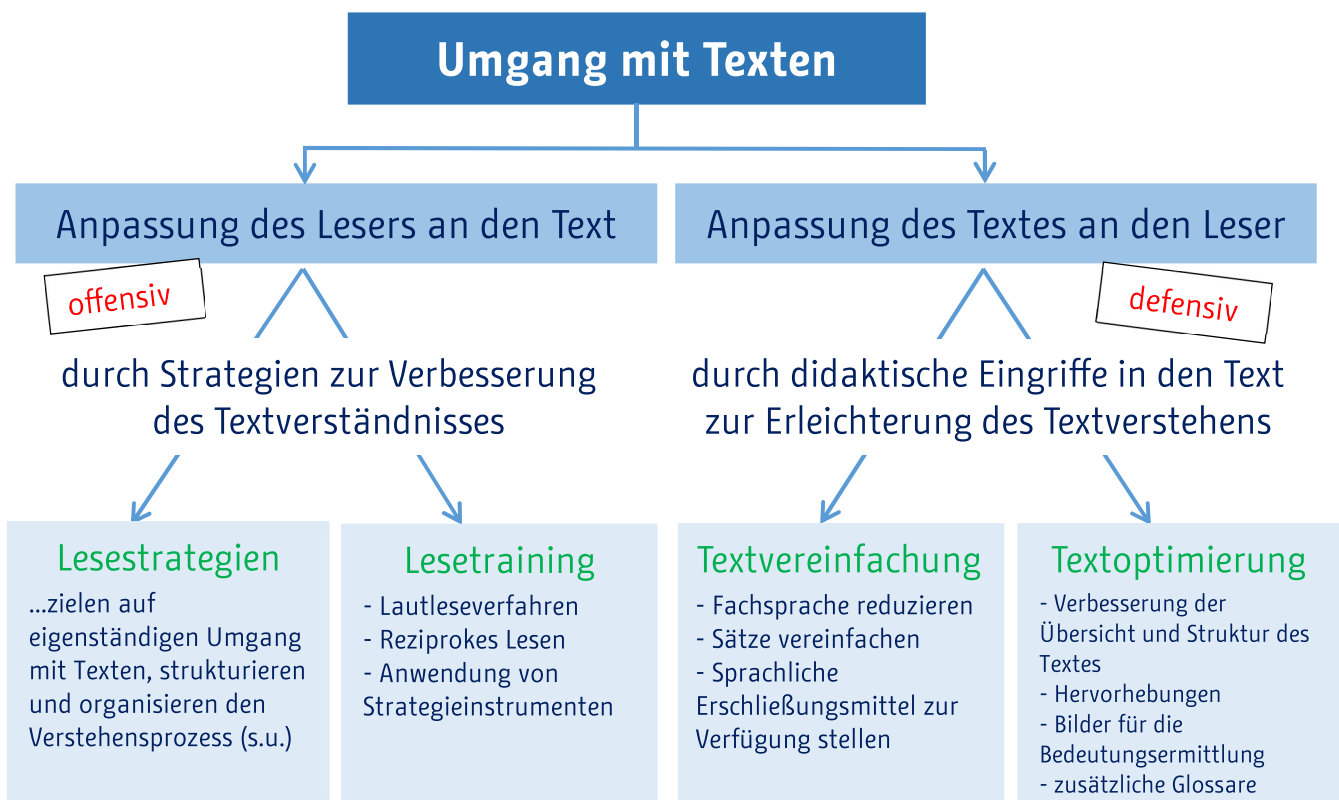 Umgang mit Texten
Anpassung des Lesers an den Text
offensiv
durch Strategien zur Verbesserung
des Textverständnisses
Lesestrategien
...zielen auf
eigenständigen Umgang
mit Texten, strukturieren
und organisieren den
Verstehensprozess (s.u.)
Lesetraining
- Lautleseverfahren
- Reziprokes Lesen
- Anwendung von
Strategieinstrumenten
Anpassung des Textes an den Leser
defensiv
durch didaktische Eingriffe in den Text
zur Erleichterung des Textverstehens
Textvereinfachung
- Fachsprache reduzieren
- Sätze vereinfachen
- Sprachliche
Erschließungsmittel zur
Verfügung stellen
Textoptimierung
- Verbesserung der
Übersicht und Struktur des
Textes
- Hervorhebungen
- Bilder für die
Bedeutungsermittlung
- zusätzliche Glossare